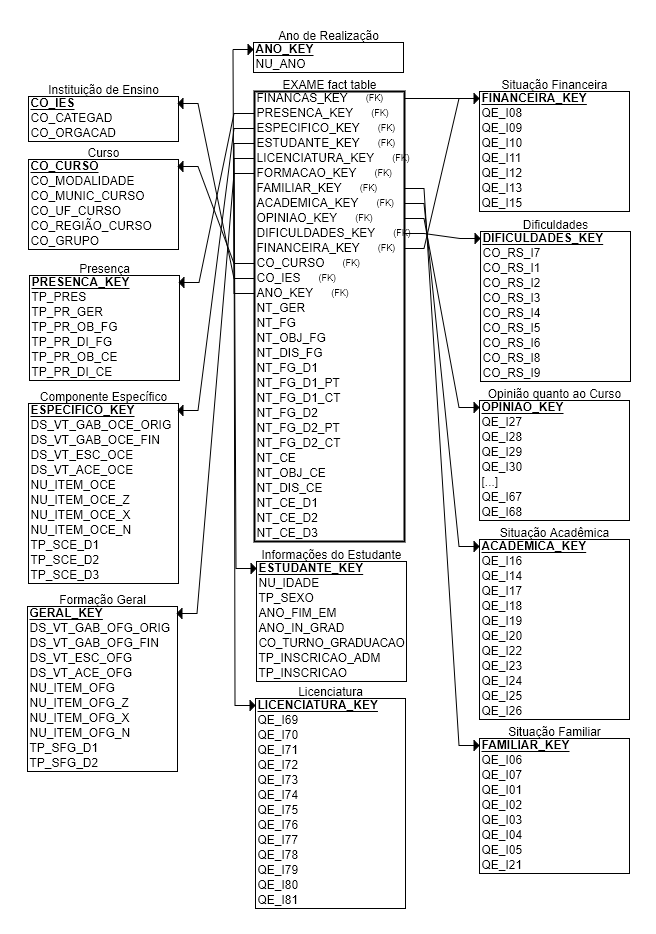 Ano de Realização
ANO_KEY
NU_ANO
Instituição de Ensino
CO_IES
CO_CATEGAD
CO_ORGACAD
Curso
CO_CURSO
CO_MODALIDADE
CO_MUNIC_CURSO
CO_UF_CURSO
CO_REGIÃO_CURSO
CO_GRUPO
Presença
PRESENCA_KEY
TP_PRES
TP_PR_GER
TP_PR_OB_FG
TP_PR_DI_FG
TP_PR_OB_CE
TP_PR_DI_CE
Componente Específico
ESPECIFICO_KEY
DS_VT_GAB_OCE_ORIG
DS_VT_GAB_OCE_FIN
DS_VT_ESC_OCE
DS_VT_ACE_OCE
NU_ITEM_OCE
NU_ITEM_OCE_Z
NU_ITEM_OCE_X
NU_ITEM_OCE_N
TP_SCE_D1
TP_SCE_D2
TP_SCE_D3
Formação Geral
GERAL_KEY
DS_VT_GAB_OFG_ORIG
DS_VT_GAB_OFG_FIN
DS_VT_ESC_OFG
DS_VT_ACE_OFG
NU_ITEM_OFG
NU_ITEM_OFG_Z
NU_ITEM_OFG_X
NU_ITEM_OFG_N
TP_SFG_D1
TP_SFG_D2
EXAME fact table
FINANCAS_KEY (FK)
PRESENCA_KEY (FK)
ESPECIFICO_KEY (FK)
ESTUDANTE_KEY (FK)
LICENCIATURA_KEY (FK)
FORMACAO_KEY (FK)
FAMILIAR_KEY (FK)
ACADEMICA_KEY (FK)
OPINIAO_KEY (FK)
DIFICULDADES_KEY (FK)
FINANCEIRA_KEY (FK)
CO_CURSO (FK)
CO_IES (FK)
ANO_KEY (FK)
NT_GER
NT_FG
NT_OBJ_FG
NT_DIS_FG
NT_FG_D1
NT_FG_D1_PT
NT_FG_D1_CT
NT_FG_D2
NT_FG_D2_PT
NT_FG_D2_CT
NT_CE
NT_OBJ_CE
NT_DIS_CE
NT_CE_D1
NT_CE_D2
NT_CE_D3
Informações do Estudante
ESTUDANTE_KEY
NU_IDADE
TP_SEXO
ANO_FIM_EM
ANO_IN_GRAD
CO_TURNO_GRADUACAO
TP_INSCRICAO_ADM
TP_INSCRICAO
Licenciatura
LICENCIATURA_KEY
QE_I69
QE_I70
QE_I71
QE_I72
QE_I73
QE_I74
QE_I75
QE_I76
QE_I77
QE_I78
QE_I79
QE_I80
QE_I81
Situação Financeira
FINANCEIRA_KEY
QE_I08
QE_I09
QE_I10
QE_I11
QE_I12
QE_I13
QE_I15
Dificuldades
DIFICULDADES_KEY
CO_RS_I7
CO_RS_I1
CO_RS_I2
CO_RS_I3
CO_RS_I4
CO_RS_I5
CO_RS_I6
CO_RS_I8
CO_RS_I9
Opinião quanto ao Curso
OPINIAO_KEY
QE_I27
QE_I28
QE_I29
QE_I30
[...]
QE_I67
QE_I68
Situação Acadêmica
ACADEMICA_KEY
QE_I16
QE_I14
QE_I17
QE_I18
QE_I19
QE_I20
QE_I22
QE_I23
QE_I24
QE_I25
QE_I26
Situação Familiar
FAMILIAR_KEY
QE_I06
QE_I07
QE_I01
QE_I02
QE_I03
QE_I04
QE_I05
QE_I21